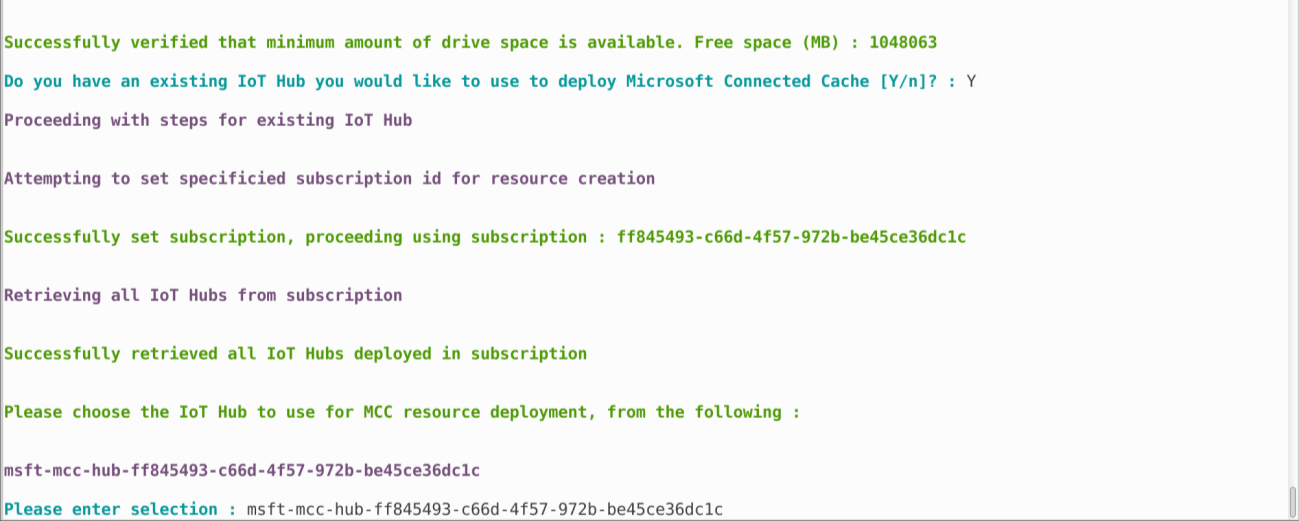 Successfully verified that minimum amount of drive space is available. Free space (MB) : 1048063
Do you have an existing IoT Hub you would like to use to deploy Microsoft Connected Cache [Y/n]? : Y
Proceeding with steps for existing IoT Hub
Attempting to set specificied subscription id for resource creation
Successfully set subscription, proceeding using subscription : ff845493-c66d-4f57-972b-be45ce36dc1c
Retrieving all IoT Hubs from subscription
Successfully retrieved all IoT Hubs deployed in subscription
Please choose the IoT Hub to use for MCC resource deployment, from the following :
msft-mcc-hub-ff845493-c66d-4f57-972b-be45ce36dc1c
Please enter selection : msft-mcc-hub-ff845493-c66d-4f57-972b-be45ce36dc1c